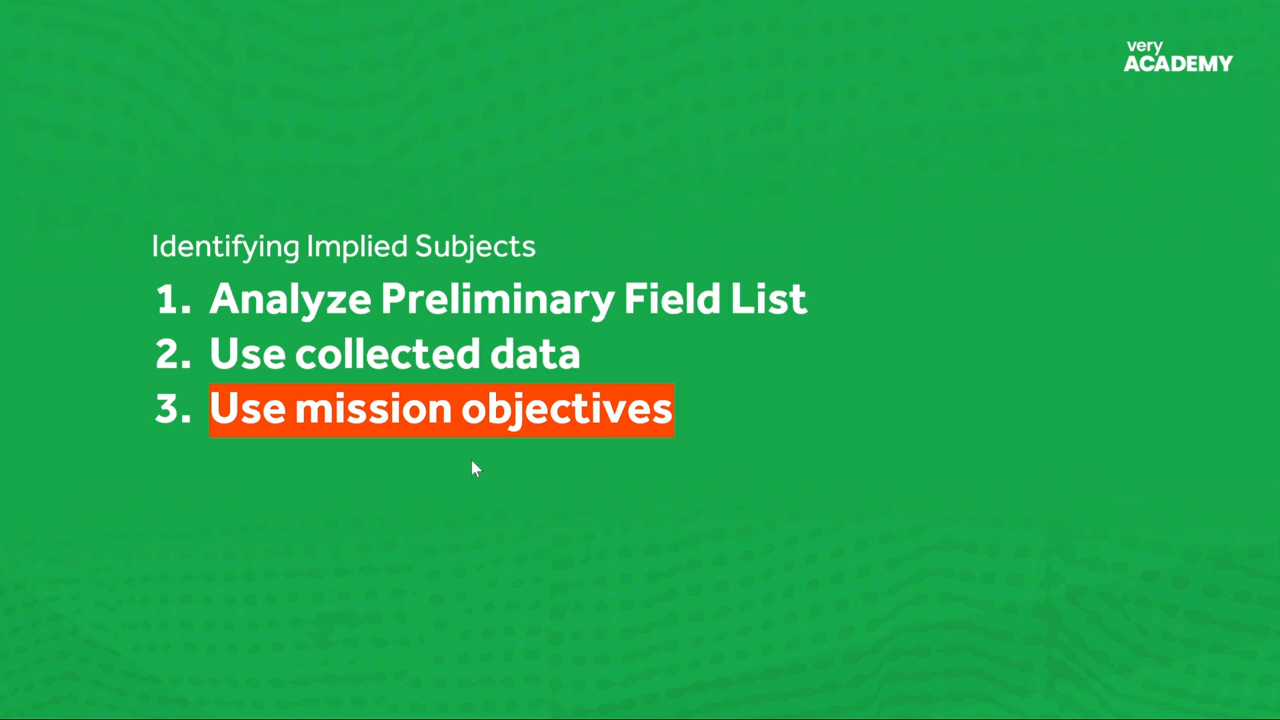 very
ACADEMY
Identifying Implied Subjects
1. Analyze Preliminary Field List
2. Use collected data
3. Use mission objectives